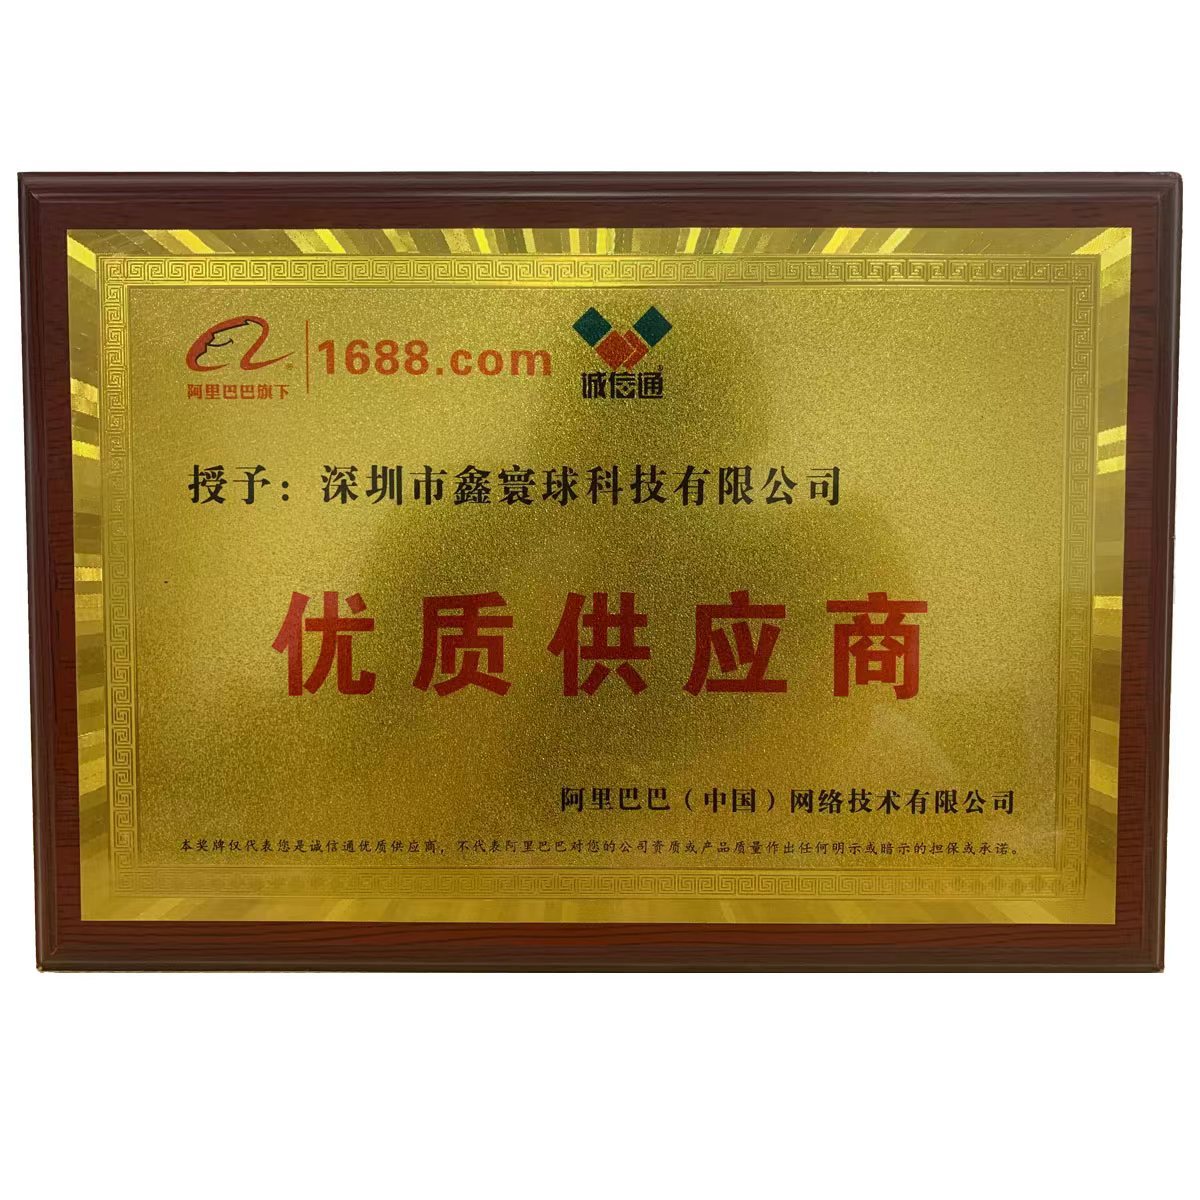 1688.com
阿里巴巴旗下
诚信通
授予：深圳市鑫寰球科技有限公司
优质供应商
阿里巴巴（中国）网络技术有限公司
本奖牌仅代表您是诚信通优质供应商，不代表阿里巴巴对您的公司资质或产品质量作出任何明示或暗示的担保或承诺。